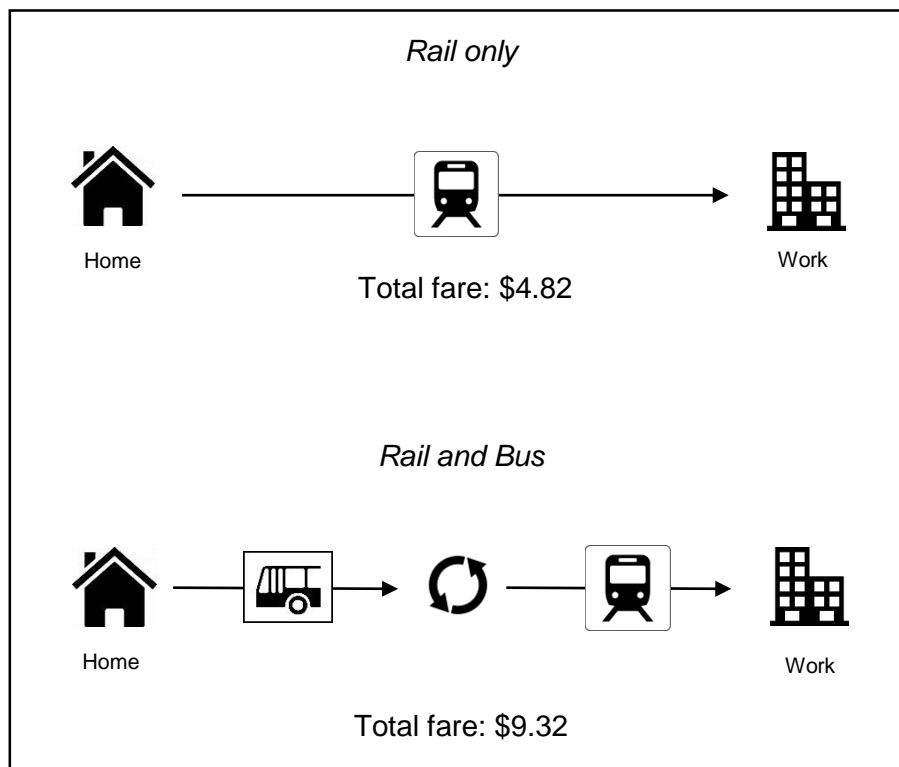 Rail only
Home
Work
Total fare: $4.82
Rail and Bus
Home
Work
Total fare: $9.32